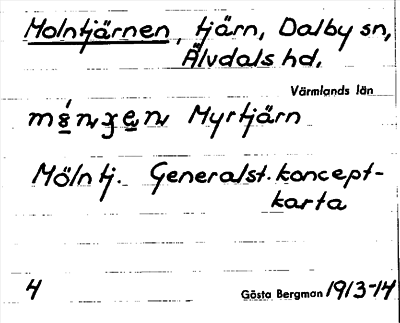 Molntjärnen, tjärn, Dalby sn,
Älvdals hd.
Värmlands län
Myrtjärn
Möln tj. Generalst. koncept-
karta
4
Gösta Bergman 1913-14